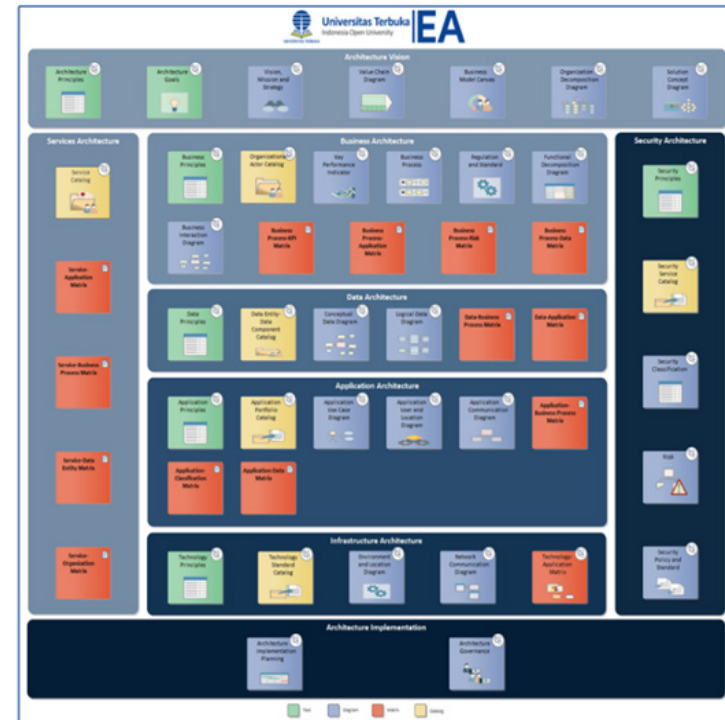 Universitas Terbuka
Indonesia Open University
UNIVERSITAS TERBUKA
EA
Architecture Vision
Architecture
Principles
Architecture
Goals
Vision,
Mission and
Strategy
Value Chain
Diagram
Business
Model Canvas
Organization
Decomposition
Diagram
Solution
Concept
Diagram
Services Architecture
Service
Catalog
Service-
Application
Matrix
Service-Business
Process Matrix
Service-Data
Entity Matrix
Service-
Organization
Matrix
Business Architecture
Business
Principles
Organizational
Actor Catalog
Key
Performance
Indicator
Business
Process
Regulation
and Standard
Functional
Decomposition
Diagram
Business
Interaction
Diagram
Business
Process-KPI
Matrix
Business
Process-
Application
Matrix
Business
Process-Risk
Matrix
Business
Process-Data
Matrix
Data Architecture
Data
Principles
Data Entity-
Data
Component
Catalog
Conceptual
Data Diagram
Logical Data
Diagram
Data-Business
Process Matrix
Data-Application
Matrix
Application Architecture
Application
Principles
Application
Portfolio
Catalog
Application
Use Case
Diagram
Application
User and
Location
Diagram
Application
Communication
Diagram
Application-
Business Process
Matrix
Application-
Classification
Matrix
Application-Data
Matrix
Infrastructure Architecture
Technology
Principles
Technology
Standard
Catalog
Environment
and Location
Diagram
Network
Communication
Diagram
Technology
Application
Matrix
Security Architecture
Security
Principles
Security
Service
Catalog
Security
Classification
Risk
Security
Policy and
Standard
Architecture Implementation
Architecture
Implementation
Planning
Architecture
Governance
Text
Diagram
Matrix
Catalog